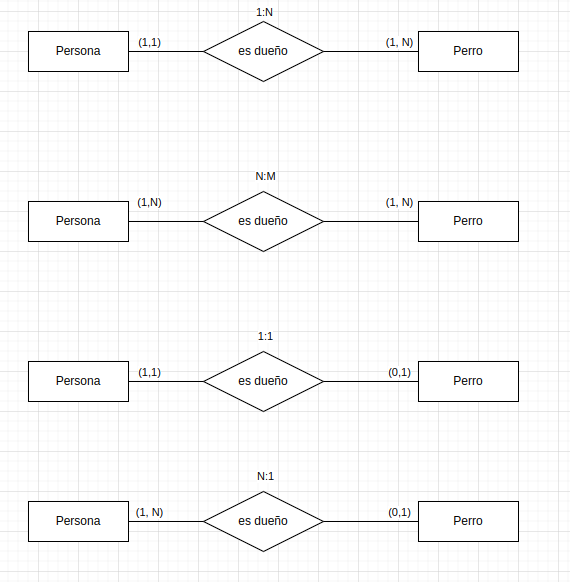 1:N
Persona (1,1) es dueño (1, N) Perro
N:M
Persona (1,N) es dueño (1, N) Perro
1:1
Persona (1,1) es dueño (0,1) Perro
N:1
Persona (1, N) es dueño (0,1) Perro